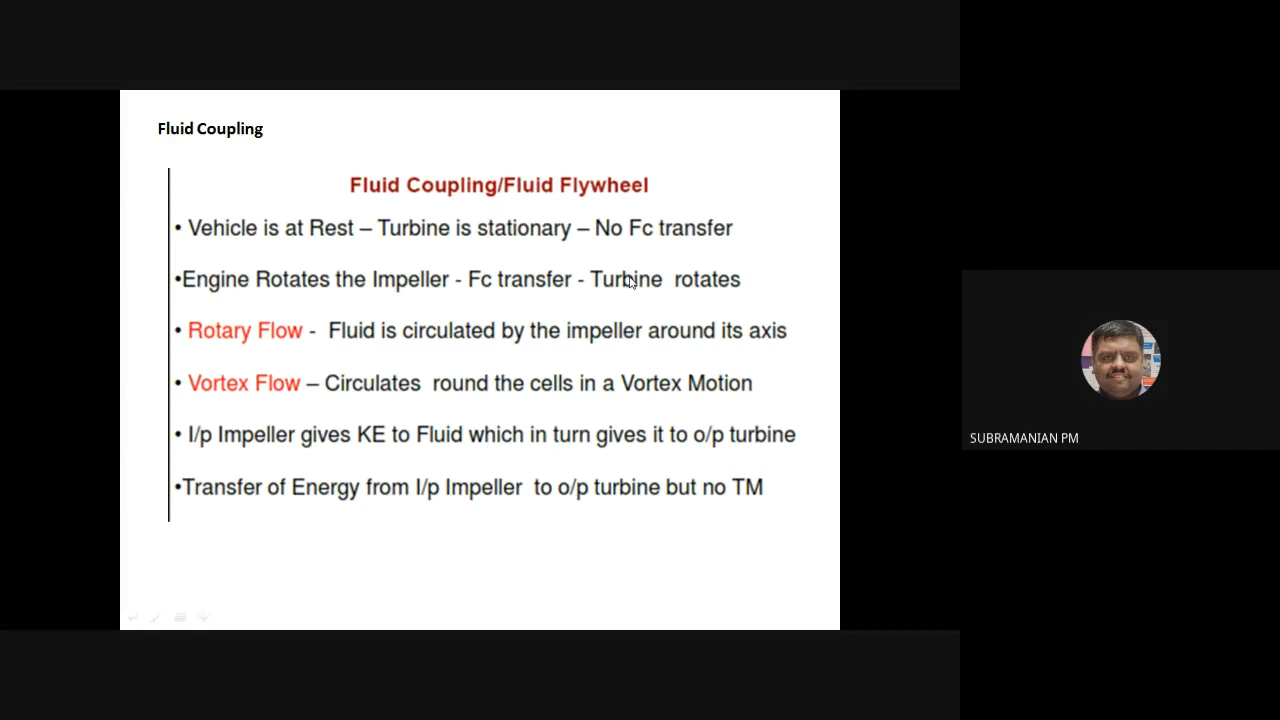 Fluid Coupling
Fluid Coupling/Fluid Flywheel
• Vehicle is at Rest – Turbine is stationary – No Fc transfer
•Engine Rotates the Impeller - Fc transfer - Turbine rotates
• Rotary Flow - Fluid is circulated by the impeller around its axis
• Vortex Flow – Circulates round the cells in a Vortex Motion
• I/p Impeller gives KE to Fluid which in turn gives it to o/p turbine
•Transfer of Energy from I/p Impeller to o/p turbine but no TM
SUBRAMANIAN PM